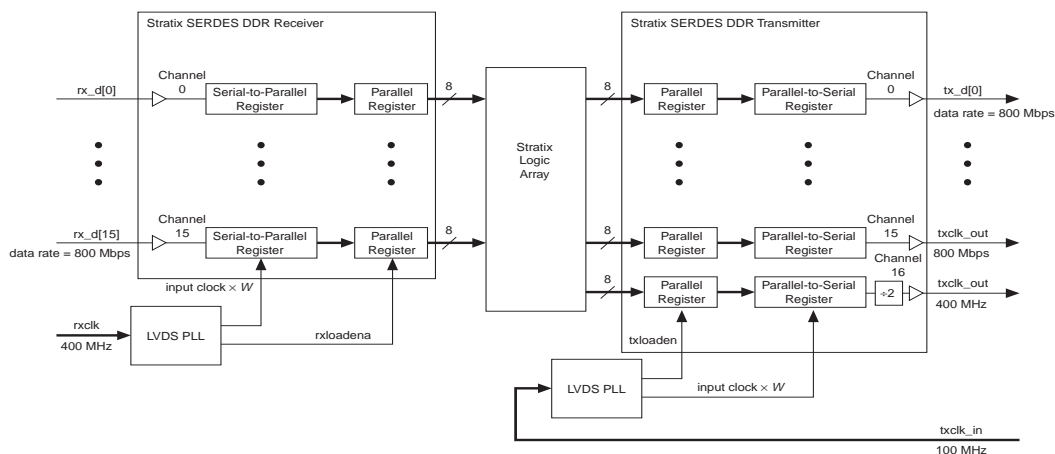 Stratix SERDES DDR Receiver
Stratix SERDES DDR Transmitter
rx_d[0]
Channel
0
Serial-to-Parallel
Register
Parallel
Register
8
Stratix
Logic
Array
8
Parallel
Register
Parallel-to-Serial
Register
Channel
0
tx_d[0]
data rate = 800 Mbps
rx_d[15]
data rate = 800 Mbps
Channel
15
Serial-to-Parallel
Register
Parallel
Register
8
8
Parallel
Register
Parallel-to-Serial
Register
Channel
15
txclk_out
800 Mbps
8
Parallel
Register
Parallel-to-Serial
Register
÷2
Channel
16
txclk_out
400 MHz
input clock × W
rxclk
400 MHz
LVDS PLL
rxloadena
txloaden
LVDS PLL
input clock × W
txclk_in
100 MHz